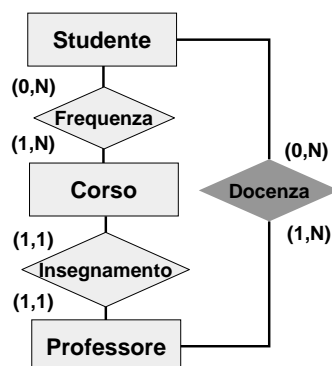 Studente
(0,N)
Frequenza
(1,N)
Corso
(1,1)
Insegnamento
(1,1)
Professore
(0,N)
Docenza
(1,N)